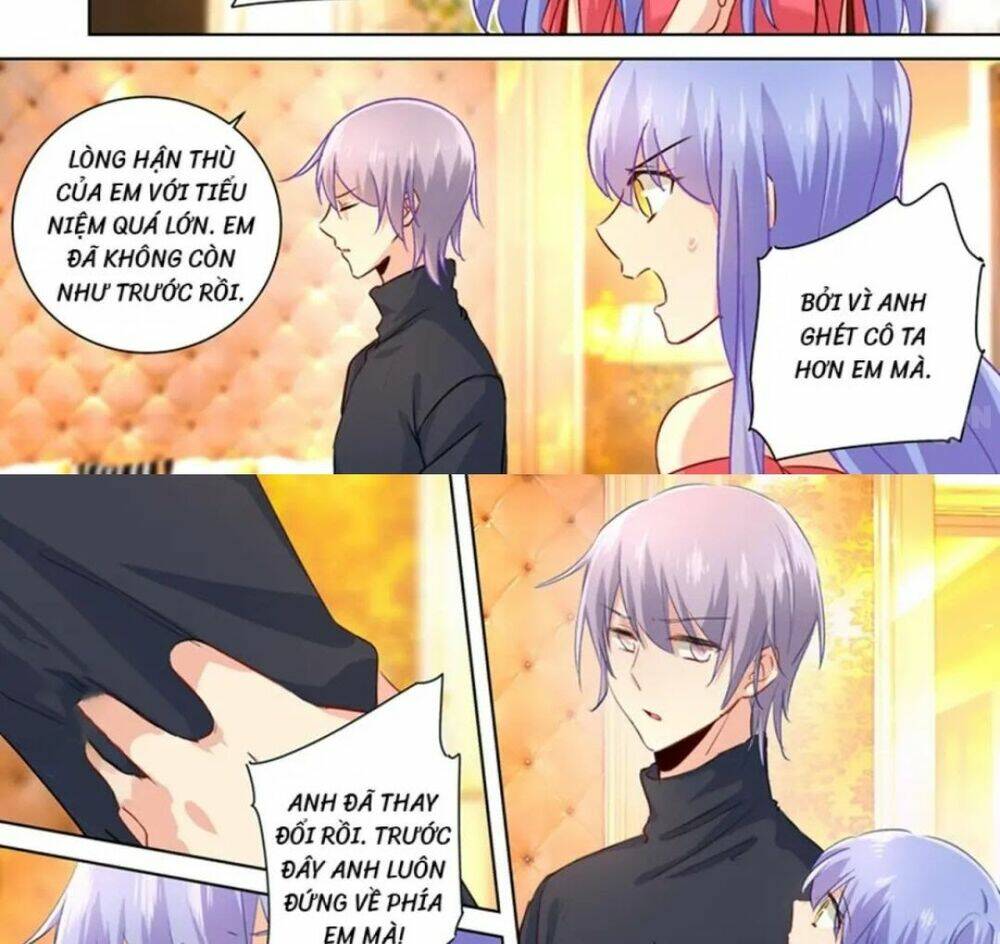 LÒNG HẬN THÙ
CỦA EM VỚI TIỂU
NIỆM QUÁ LỚN. EM
ĐÃ KHÔNG CÒN
NHƯ TRƯỚC RỒI.
BỞI VÌ ANH
GHÉT CÔ TA
HƠN EM MÀ.
ANH ĐÃ THAY
ĐỔI RỒI. TRƯỚC
ĐÂY ANH LUÔN
ĐỨNG VỀ PHÍA
EM MÀ!